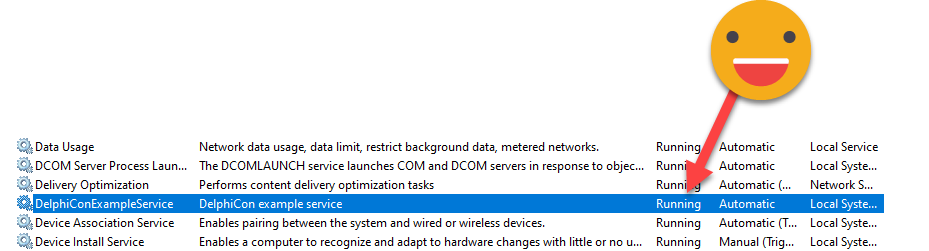 Data Usage Network data usage, data limit, restrict background data, metered networks. Running Automatic Local Service
DCOM Server Process Laun... The DCOMLAUNCH service launches COM and DCOM servers in response to objec... Running Automatic Local Syste...
Delivery Optimization Performs content delivery optimization tasks Running Automatic (... Network S...
DelphiConExampleService DelphiCon example service Running Automatic Local Syste...
Device Association Service Enables pairing between the system and wired or wireless devices. Running Automatic (T... Local Syste...
Device Install Service Enables a computer to recognize and adapt to hardware changes with little or no u... Running Manual (Trig... Local Syste...